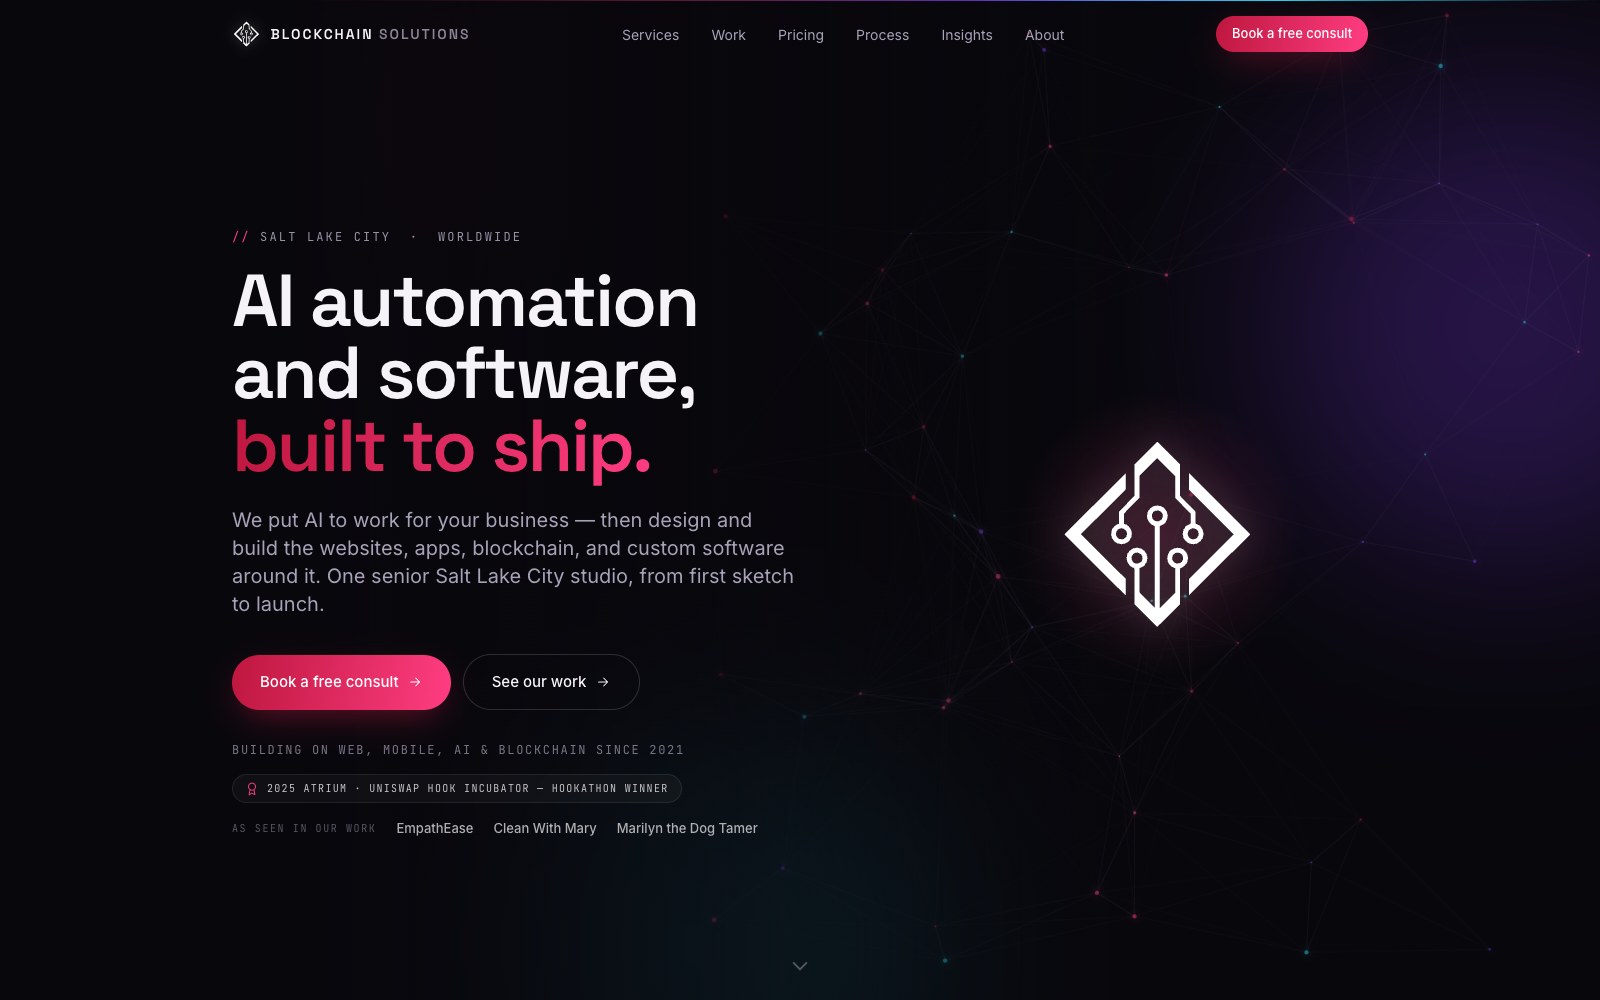 BLOCKCHAIN SOLUTIONS
Services Work Pricing Process Insights About
Book a free consult
// SALT LAKE CITY · WORLDWIDE
AI automation
and software,
built to ship.
We put AI to work for your business — then design and
build the websites, apps, blockchain, and custom software
around it. One senior Salt Lake City studio, from first sketch
to launch.
Book a free consult → See our work →
BUILDING ON WEB, MOBILE, AI & BLOCKCHAIN SINCE 2021
2025 ATRIUM · UNISWAP HOOK INCUBATOR — HOOKATHON WINNER
AS SEEN IN OUR WORK EmpathEase Clean With Mary Marilyn the Dog Tamer